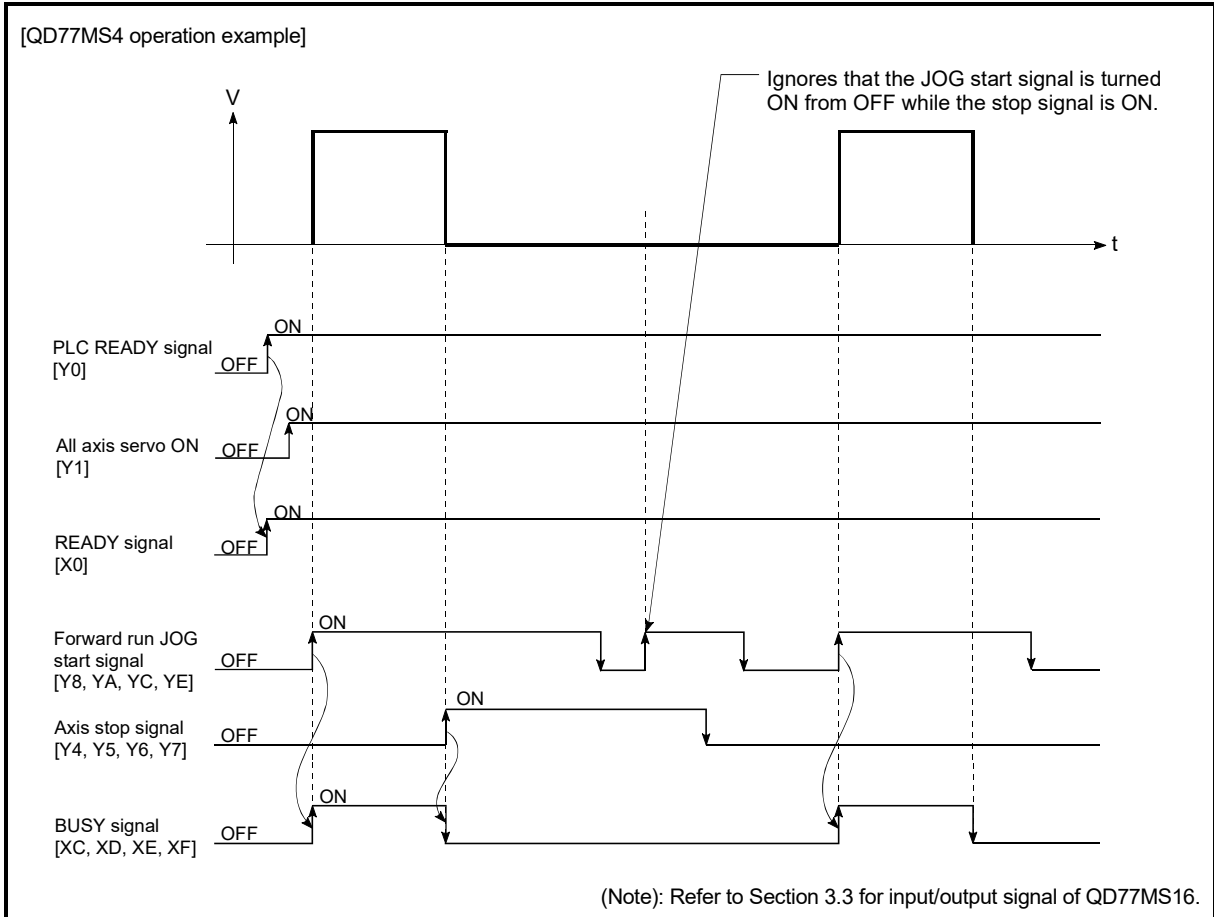 [QD77MS4 operation example]
Ignores that the JOG start signal is turned
ON from OFF while the stop signal is ON.
V
t
ON
PLC READY signal
[Y0]
OFF
ON
All axis servo ON
[Y1]
OFF
ON
READY signal
[X0]
OFF
ON
Forward run JOG
start signal
[Y8, YA, YC, YE]
OFF
ON
Axis stop signal
[Y4, Y5, Y6, Y7]
OFF
ON
BUSY signal
[XC, XD, XE, XF]
OFF
(Note): Refer to Section 3.3 for input/output signal of QD77MS16.